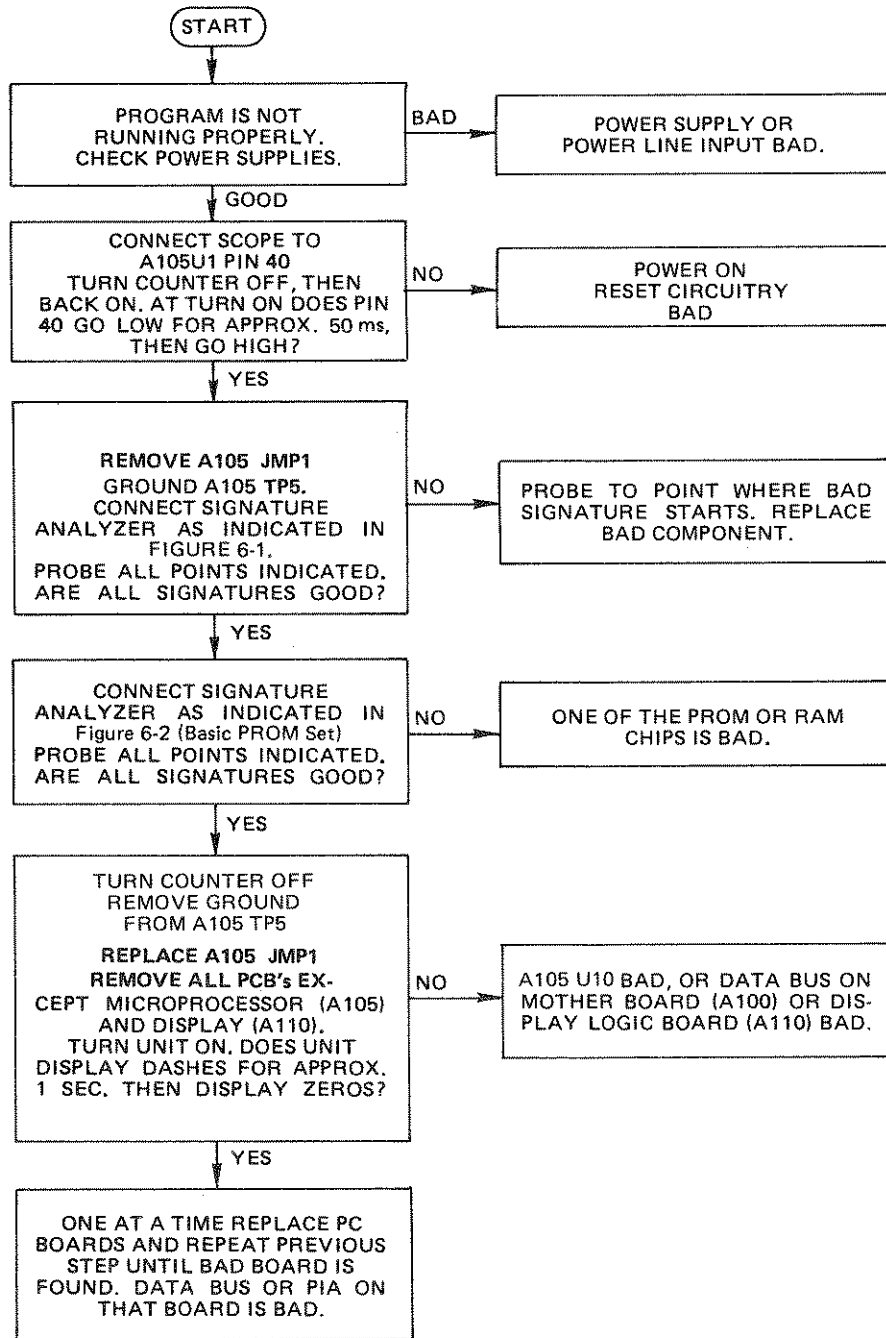 START
PROGRAM IS NOT
RUNNING PROPERLY.
CHECK POWER SUPPLIES.
BAD
POWER SUPPLY OR
POWER LINE INPUT BAD.
GOOD
CONNECT SCOPE TO
A105U1 PIN 40
TURN COUNTER OFF, THEN
BACK ON. AT TURN ON DOES PIN
40 GO LOW FOR APPROX. 50 ms,
THEN GO HIGH?
NO
POWER ON
RESET CIRCUITRY
BAD
YES
REMOVE A105 JMP1
GROUND A105 TP5.
CONNECT SIGNATURE
ANALYZER AS INDICATED IN
FIGURE 6-1.
PROBE ALL POINTS INDICATED.
ARE ALL SIGNATURES GOOD?
NO
PROBE TO POINT WHERE BAD
SIGNATURE STARTS. REPLACE
BAD COMPONENT.
YES
CONNECT SIGNATURE
ANALYZER AS INDICATED IN
Figure 6-2 (Basic PROM Set)
PROBE ALL POINTS INDICATED.
ARE ALL SIGNATURES GOOD?
NO
ONE OF THE PROM OR RAM
CHIPS IS BAD.
YES
TURN COUNTER OFF
REMOVE GROUND
FROM A105 TP5
REPLACE A105 JMP1
REMOVE ALL PCB's EX-
CEPT MICROPROCESSOR (A105)
AND DISPLAY (A110).
TURN UNIT ON. DOES UNIT
DISPLAY DASHES FOR APPROX.
1 SEC. THEN DISPLAY ZEROS?
NO
A105 U10 BAD, OR DATA BUS ON
MOTHER BOARD (A100) OR DIS-
PLAY LOGIC BOARD (A110) BAD.
YES
ONE AT A TIME REPLACE PC
BOARDS AND REPEAT PREVIOUS
STEP UNTIL BAD BOARD IS
FOUND. DATA BUS OR PIA ON
THAT BOARD IS BAD.